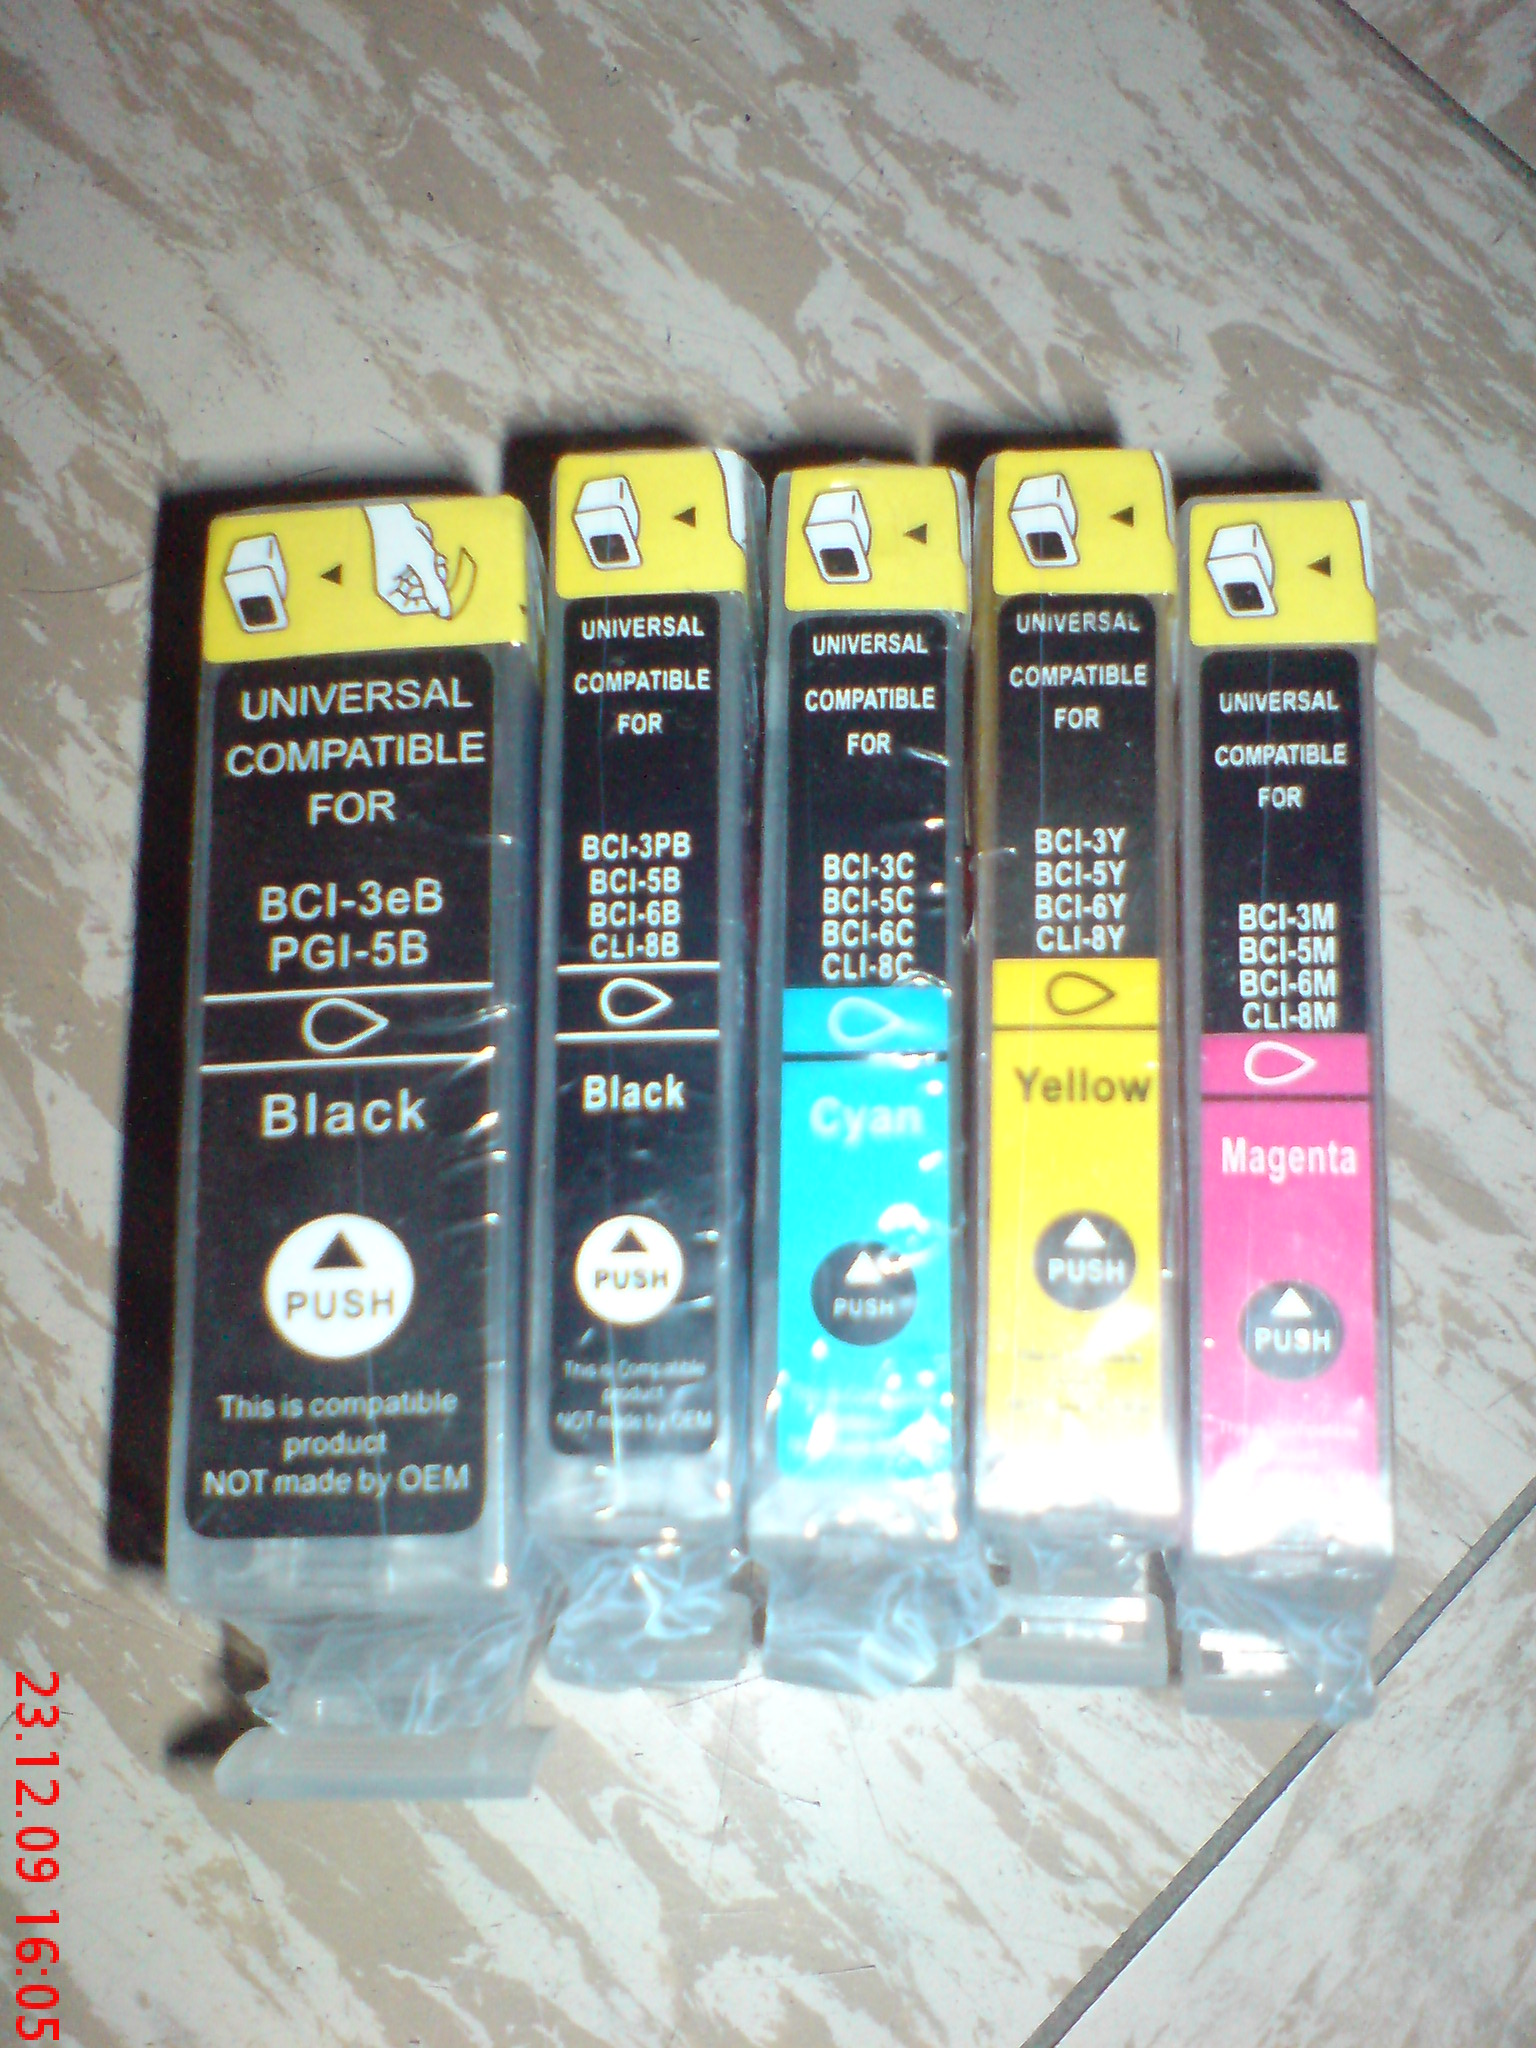 UNIVERSAL
COMPATIBLE
FOR
BCI-3eB
PGI-5B
Black
PUSH
This is compatible
product
NOT made by OEM
UNIVERSAL
COMPATIBLE
FOR
BCI-3PB
BCI-5B
BCI-6B
CLI-8B
Black
PUSH
This is Compatible
product
NOT made by OEM
UNIVERSAL
COMPATIBLE
FOR
BCI-3C
BCI-5C
BCI-6C
CLI-8C
Cyan
PUSH
UNIVERSAL
COMPATIBLE
FOR
BCI-3Y
BCI-5Y
BCI-6Y
CLI-8Y
Yellow
PUSH
UNIVERSAL
COMPATIBLE
FOR
BCI-3M
BCI-5M
BCI-6M
CLI-8M
Magenta
PUSH
23.12.09 16:05